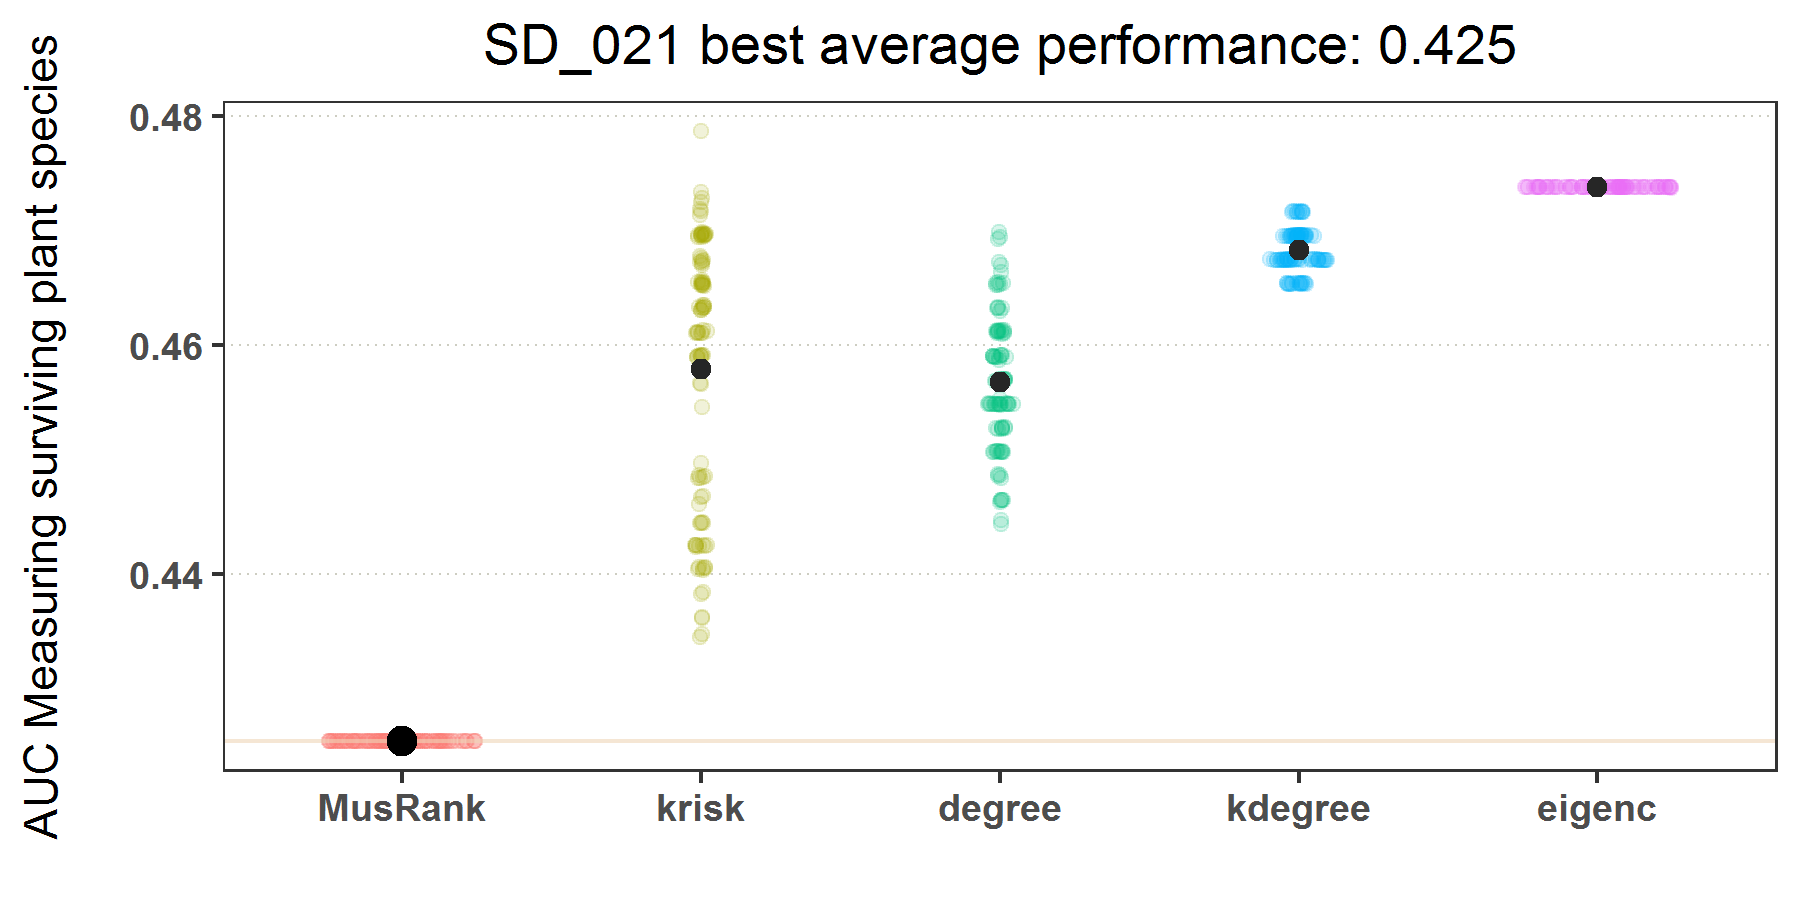 SD_021 best average performance: 0.425
AUC Measuring surviving plant species
0.48
0.46
0.44
MusRank krisk degree kdegree eigenc